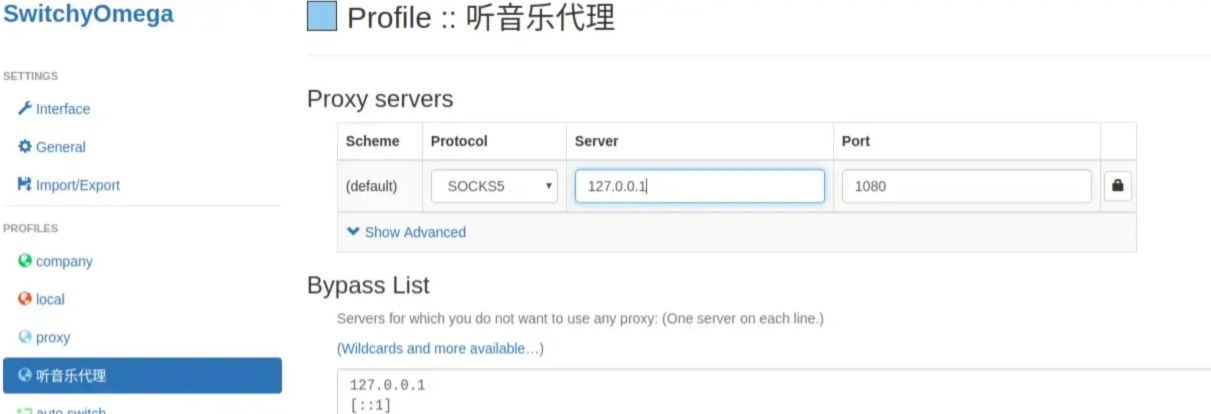 SwitchyOmega
SETTINGS
Interface
General
Import/Export
PROFILES
company
local
proxy
听音乐代理
auto switch
Profile :: 听音乐代理
Proxy servers
Scheme Protocol Server Port
(default) SOCKS5 127.0.0.1 1080
Show Advanced
Bypass List
Servers for which you do not want to use any proxy: (One server on each line.)
(Wildcards and more available…)
127.0.0.1
[::1]